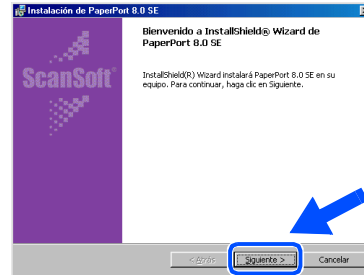 Instalación de PaperPort 8.0 SE
Bienvenido a InstallShield® Wizard de
PaperPort 8.0 SE
ScanSoft®
InstallShield(R) Wizard instalará PaperPort 8.0 SE en su
equipo. Para continuar, haga clic en Siguiente.
< Atrás
Siguiente >
Cancelar